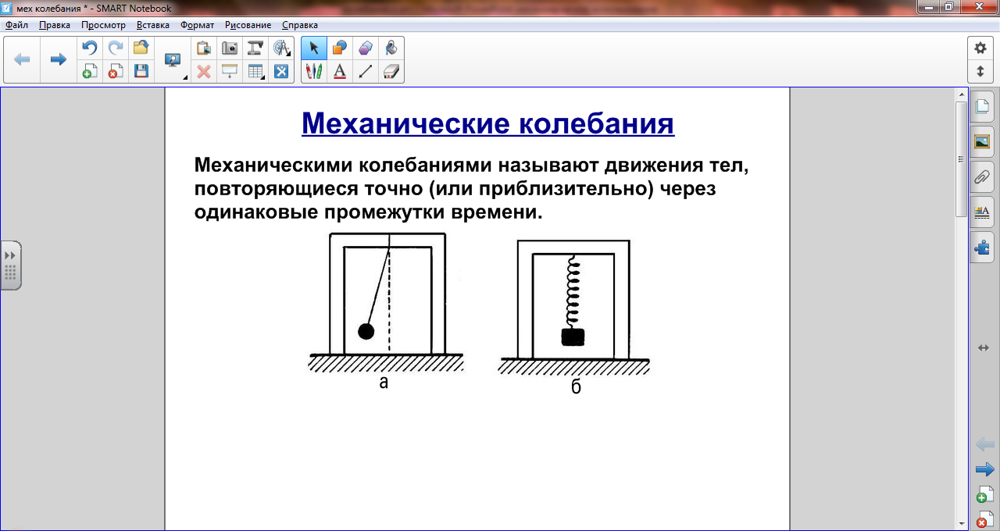 мех колебания * - SMART Notebook
Файл Правка Просмотр Вставка Формат Рисование Справка
Механические колебания
Механическими колебаниями называют движения тел,
повторяющиеся точно (или приблизительно) через
одинаковые промежутки времени.
а
б